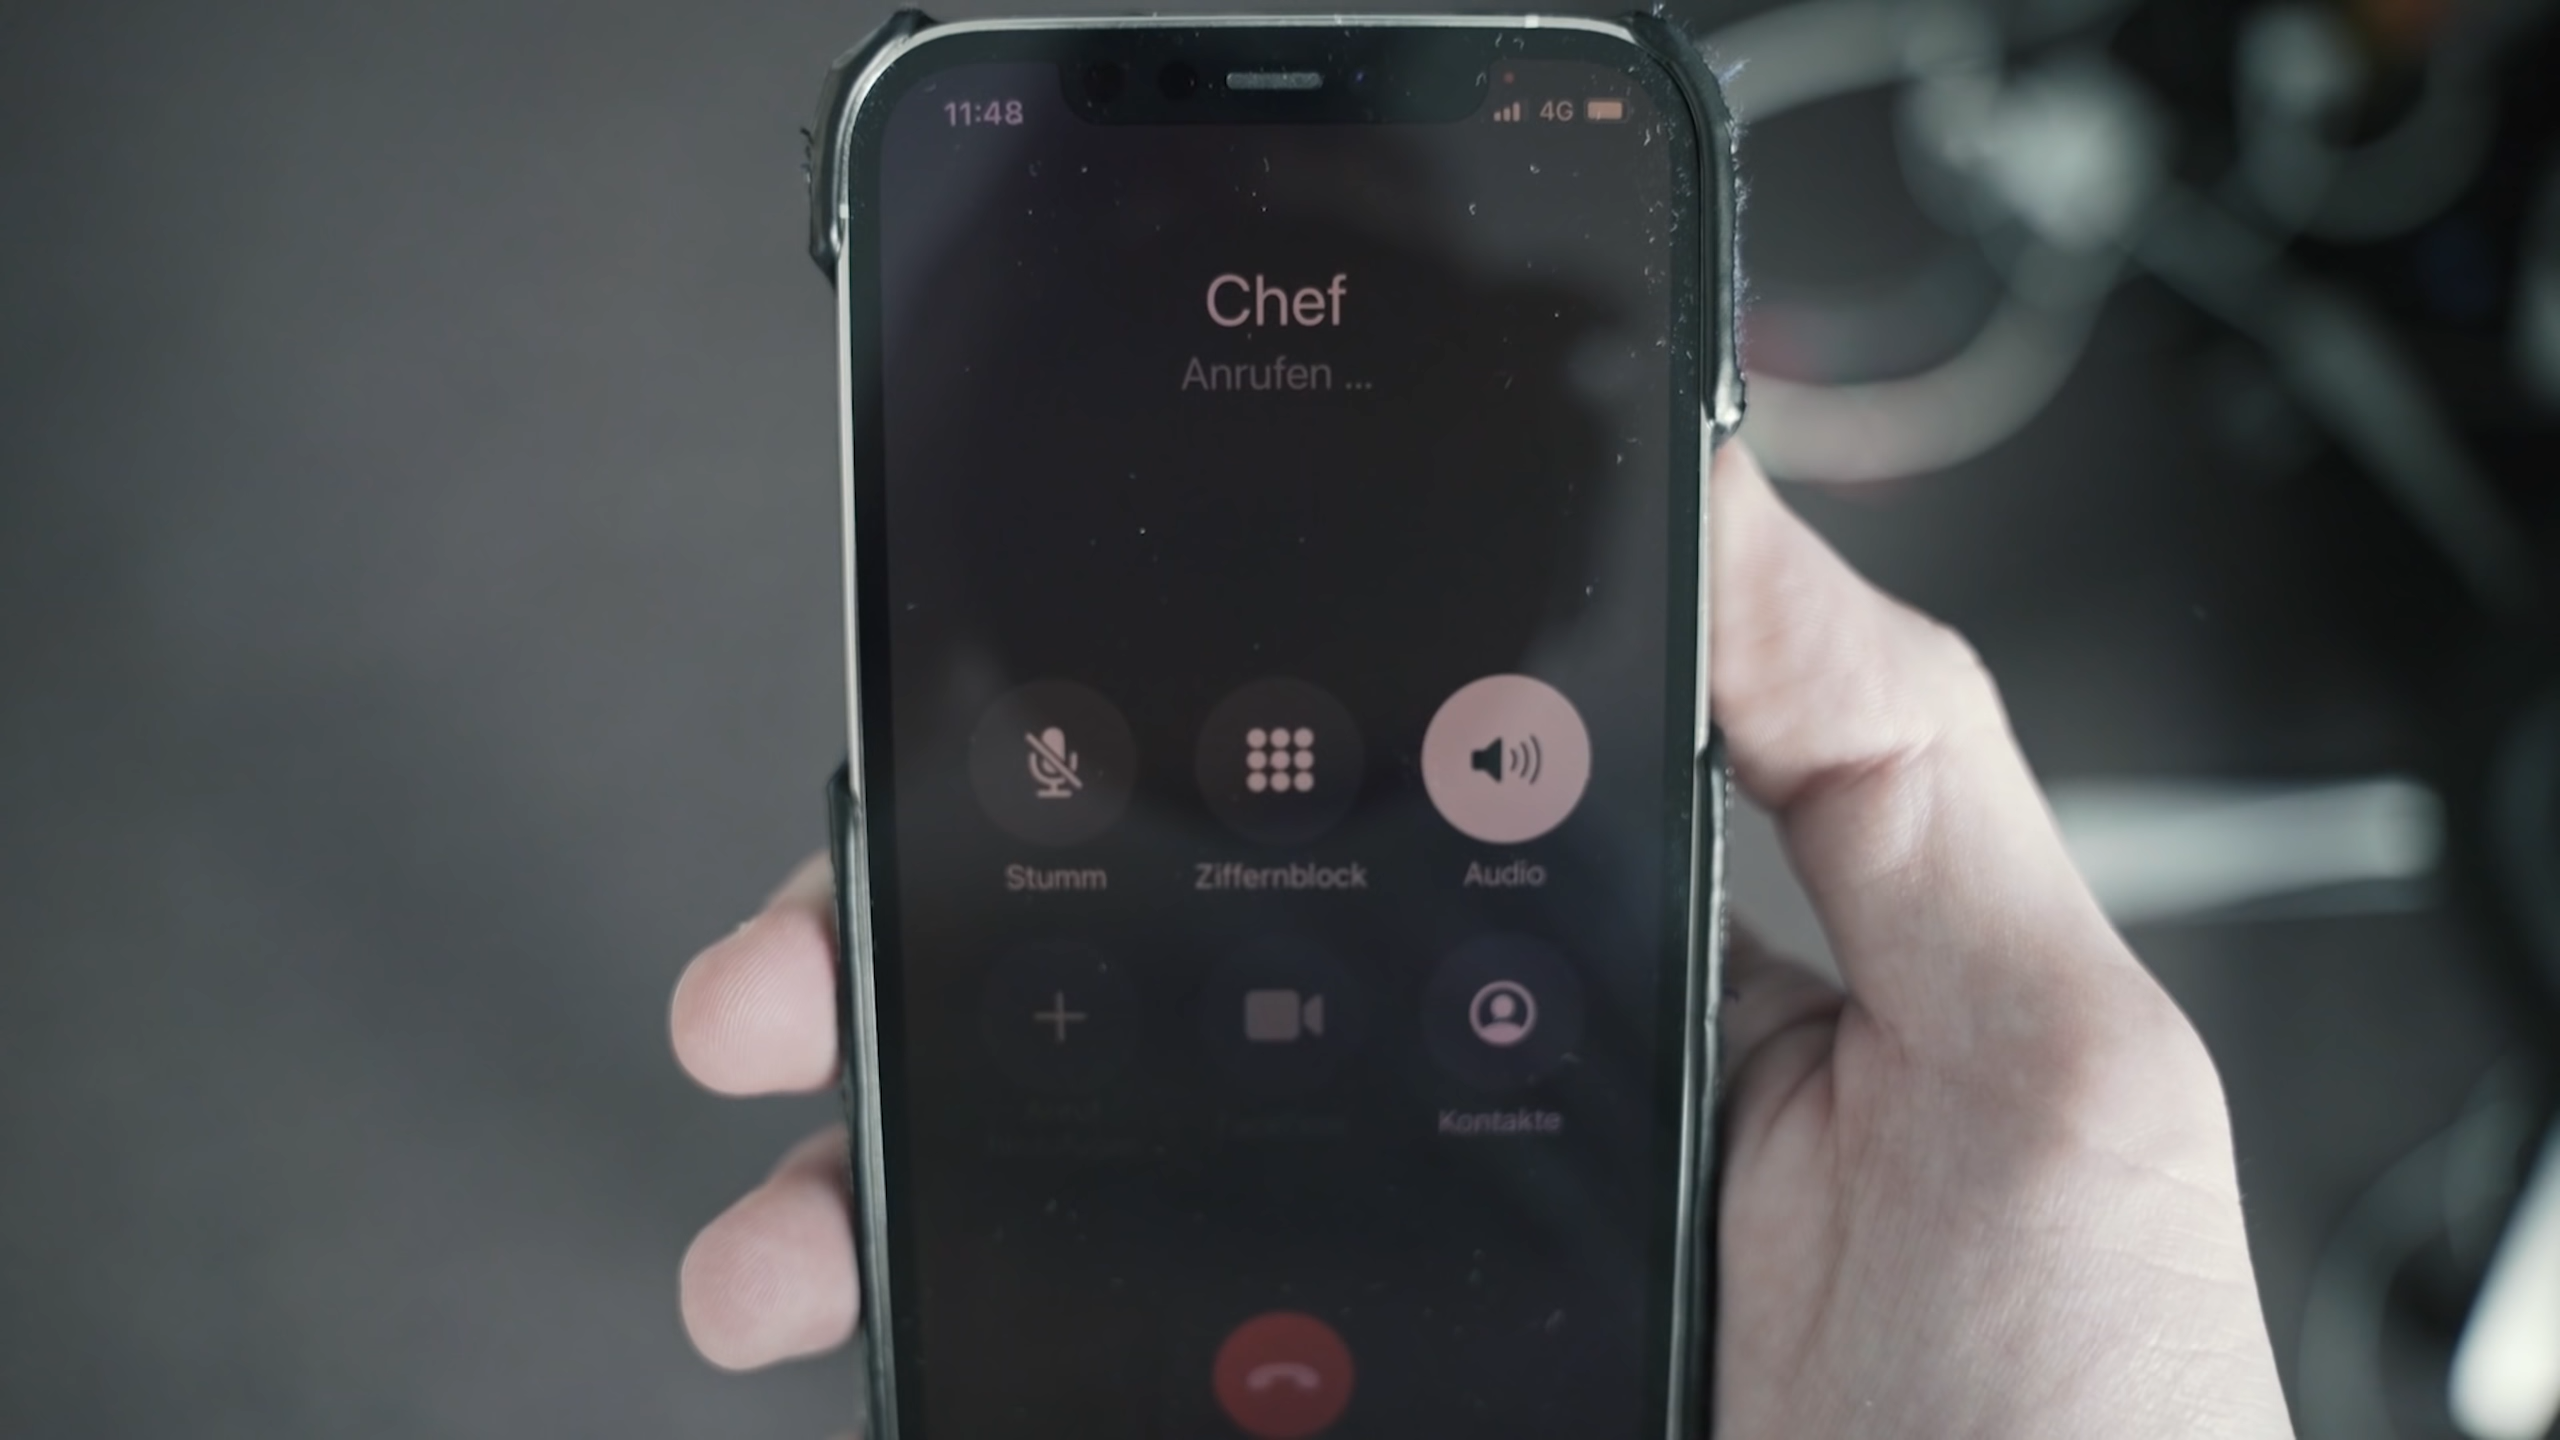 11:48
4G
Chef
Anrufen ...
Stumm
Ziffernblock
Audio
Kontakte